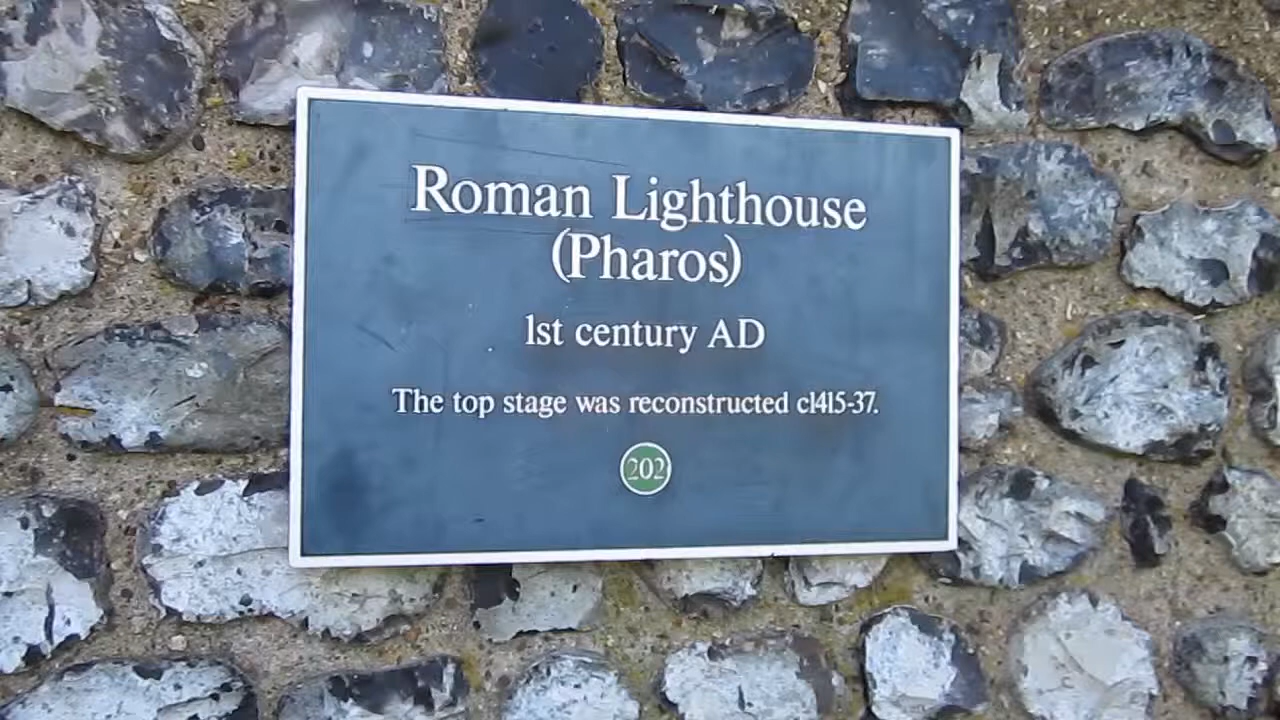 Roman Lighthouse
(Pharos)
1st century AD
The top stage was reconstructed c1415-37.
202